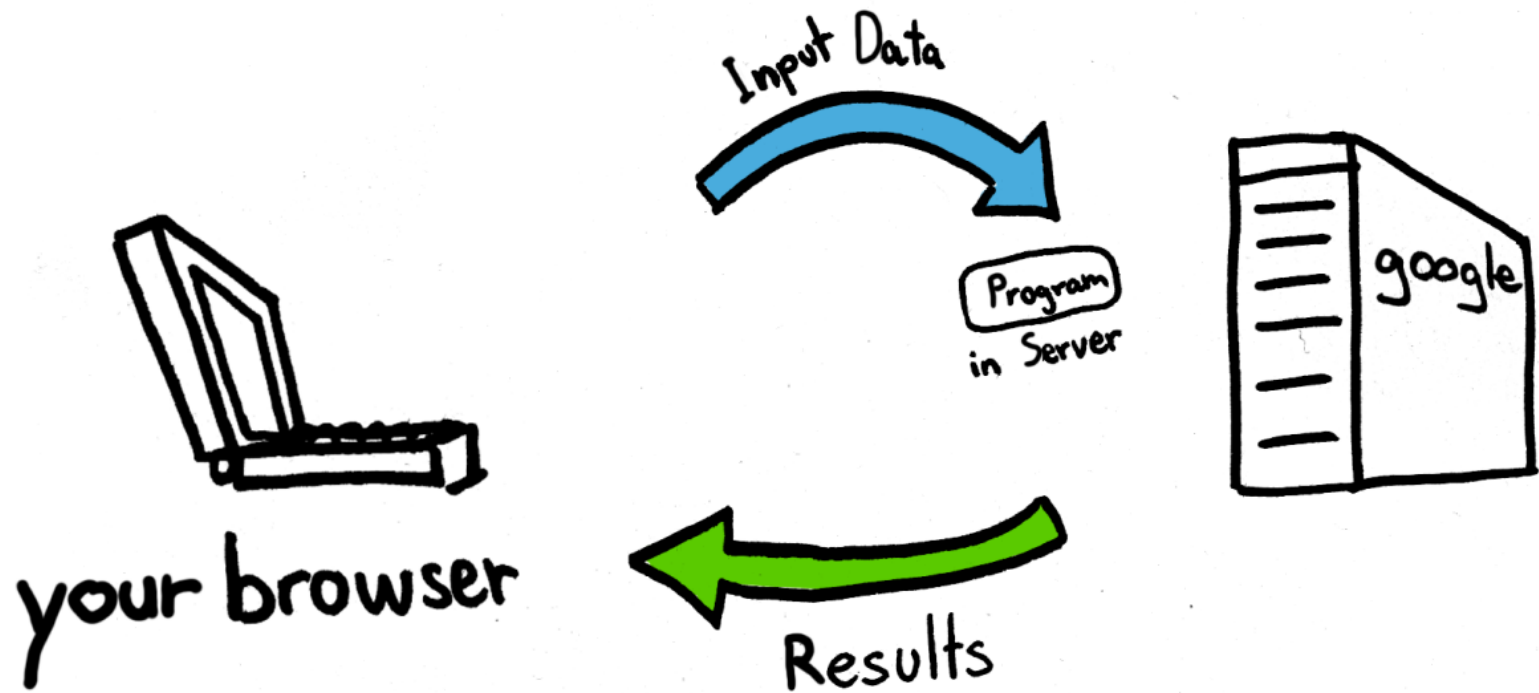 Input Data
Program
in Server
google
your browser
Results